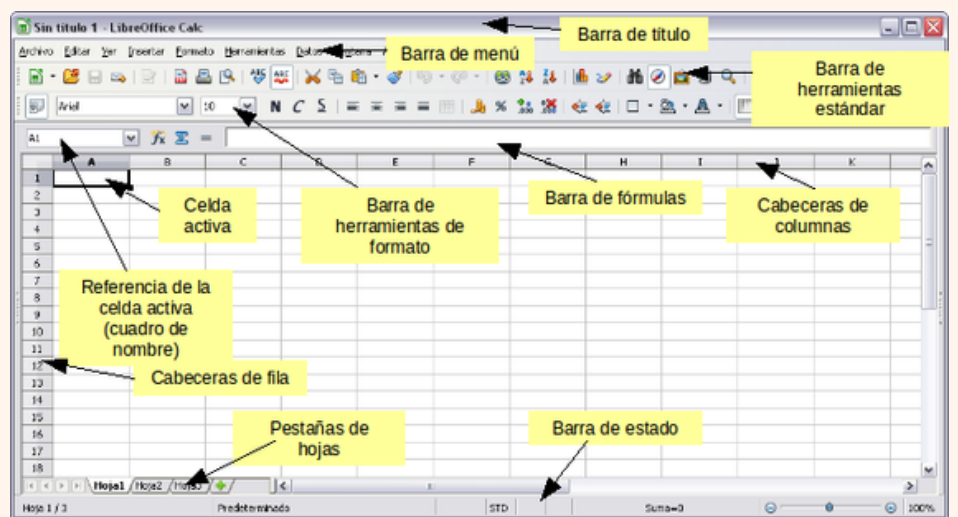 Sin título 1 - LibreOffice Calc
Barra de título
Archivo Editar Ver Insertar Formato Herramientas Datos
Barra de menú
Barra de
herramientas
estándar
Arial 10 N C S
A1
A B C D E F G H I J K
1
2
3
4
5
6
7
8
9
10
11
12
13
14
15
16
17
18
Celda
activa
Barra de
herramientas de
formato
Barra de fórmulas
Cabeceras de
columnas
Referencia de la
celda activa
(cuadro de
nombre)
Cabeceras de fila
Pestañas de
hojas
Barra de estado
Hoja1 Hoja2 Hoja3
Hoja 1 / 3 Predeterminado STD Suma=0 100%